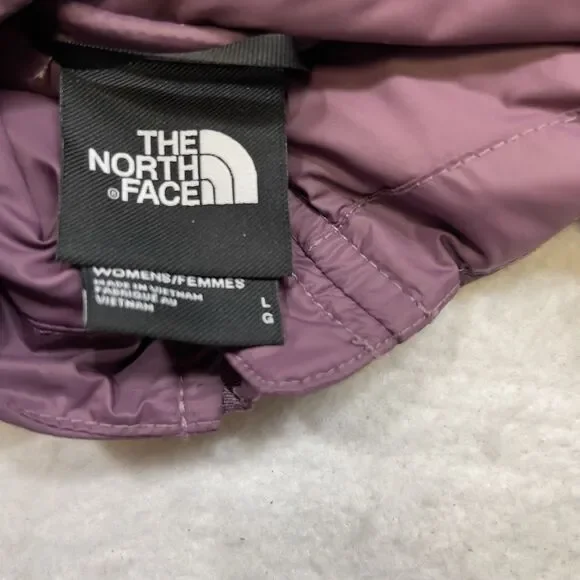 THE
NORTH
® FACE
WOMENS/FEMMES
MADE IN VIETNAM
FABRIQUÉ AU
VIETNAM
L
G